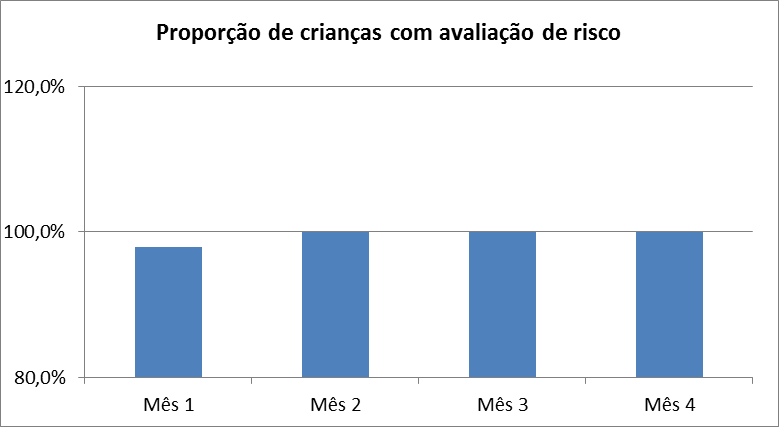 Proporção de crianças com avaliação de risco
120,0%
100,0%
80,0%
Mês 1 Mês 2 Mês 3 Mês 4